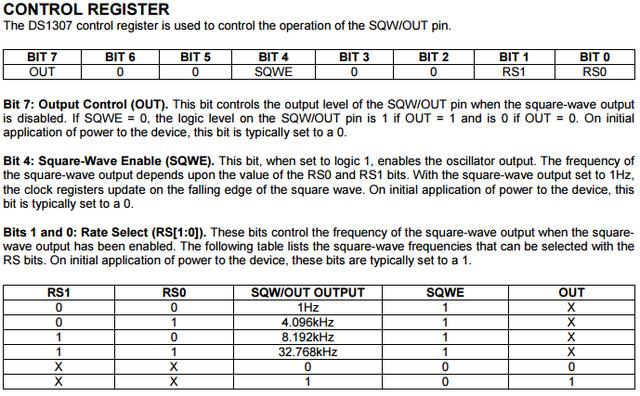 CONTROL REGISTER
The DS1307 control register is used to control the operation of the SQW/OUT pin.
BIT 7 BIT 6 BIT 5 BIT 4 BIT 3 BIT 2 BIT 1 BIT 0
OUT 0 0 SQWE 0 0 RS1 RS0
Bit 7: Output Control (OUT). This bit controls the output level of the SQW/OUT pin when the square-wave output
is disabled. If SQWE = 0, the logic level on the SQW/OUT pin is 1 if OUT = 1 and is 0 if OUT = 0. On initial
application of power to the device, this bit is typically set to a 0.
Bit 4: Square-Wave Enable (SQWE). This bit, when set to logic 1, enables the oscillator output. The frequency of
the square-wave output depends upon the value of the RS0 and RS1 bits. With the square-wave output set to 1Hz,
the clock registers update on the falling edge of the square wave. On initial application of power to the device, this
bit is typically set to a 0.
Bits 1 and 0: Rate Select (RS[1:0]). These bits control the frequency of the square-wave output when the square-
wave output has been enabled. The following table lists the square-wave frequencies that can be selected with the
RS bits. On initial application of power to the device, these bits are typically set to a 1.
RS1 RS0 SQW/OUT OUTPUT SQWE OUT
0 0 1Hz 1 X
0 1 4.096kHz 1 X
1 0 8.192kHz 1 X
1 1 32.768kHz 1 X
X X 0 0 0
X X 1 0 1